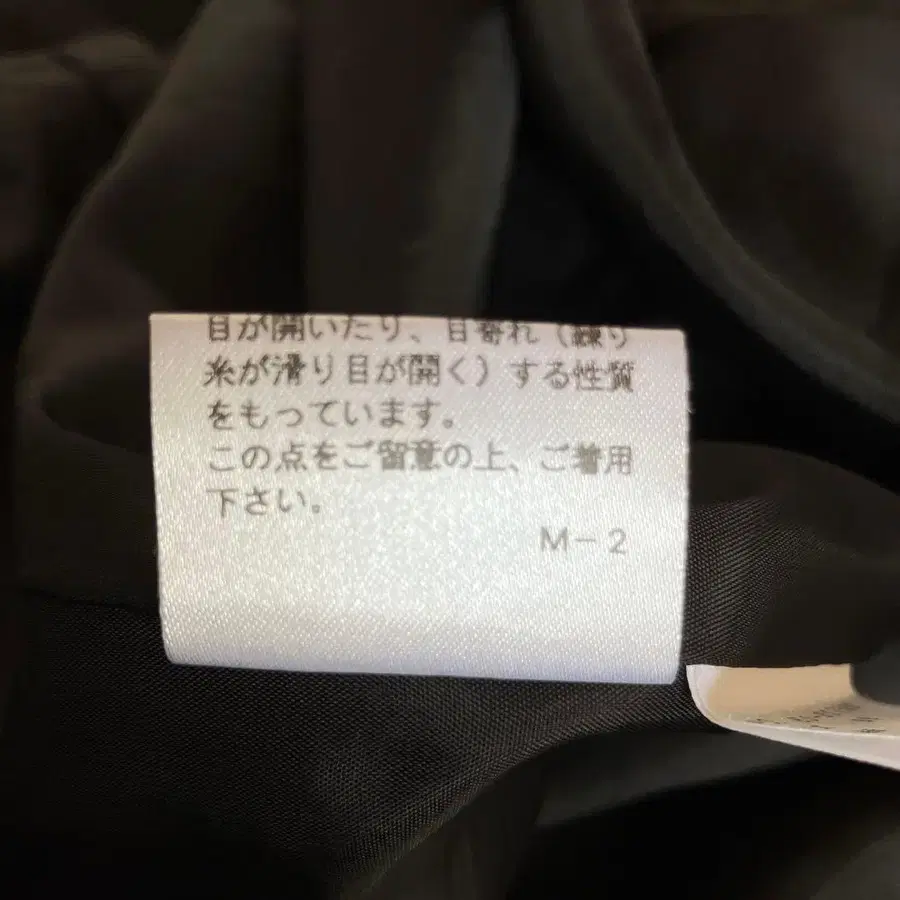 目が開いたり、目寄れ（繰り
糸が滑り目が開く）する性質
をもっています。
この点をご留意の上、ご着用
下さい。
M-2